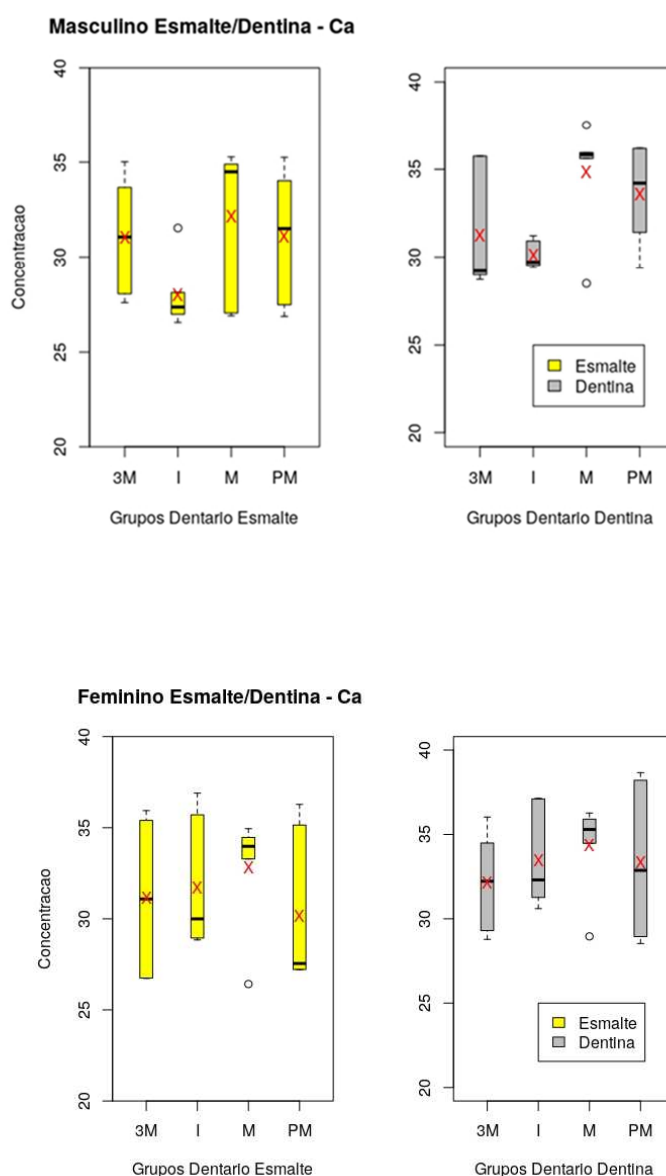 Masculino Esmalte/Dentina - Ca
Concentracao
40
35
30
25
20
3M I M PM
Grupos Dentario Esmalte
40
35
30
25
20
Esmalte
Dentina
3M I M PM
Grupos Dentario Dentina
Feminino Esmalte/Dentina - Ca
Concentracao
40
35
30
25
20
3M I M PM
Grupos Dentario Esmalte
40
35
30
25
20
Esmalte
Dentina
3M I M PM
Grupos Dentario Dentina